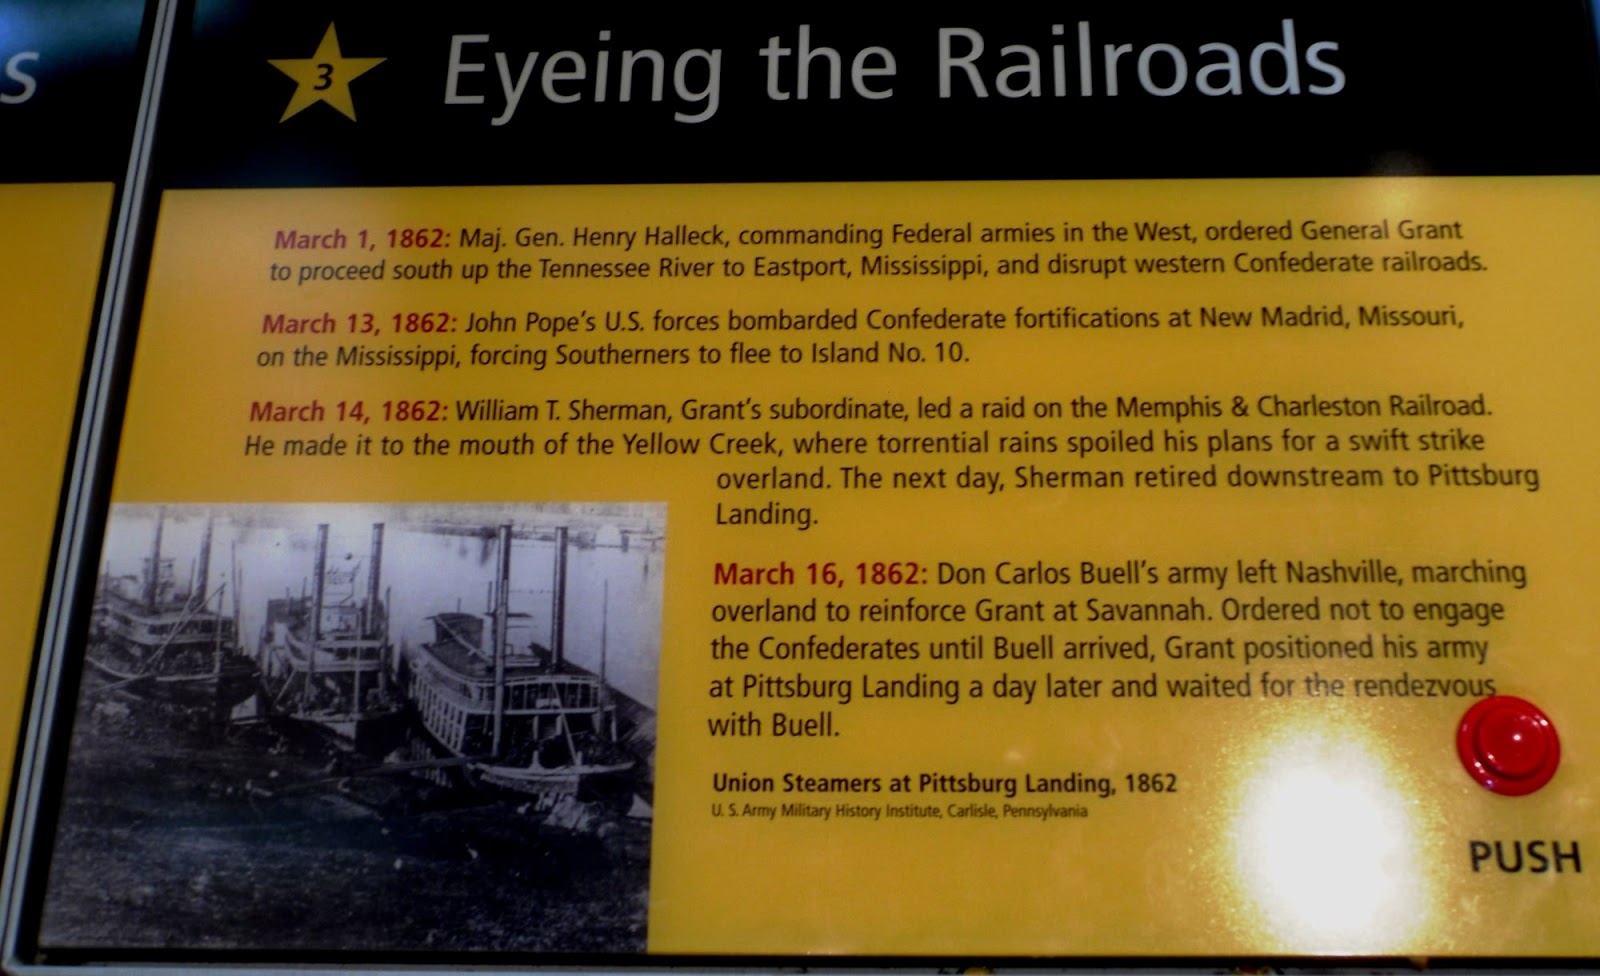 s
3
Eyeing the Railroads
March 1, 1862: Maj. Gen. Henry Halleck, commanding Federal armies in the West, ordered General Grant
to proceed south up the Tennessee River to Eastport, Mississippi, and disrupt western Confederate railroads.
March 13, 1862: John Pope's U.S. forces bombarded Confederate fortifications at New Madrid, Missouri,
on the Mississippi, forcing Southerners to flee to Island No. 10.
March 14, 1862: William T. Sherman, Grant's subordinate, led a raid on the Memphis & Charleston Railroad.
He made it to the mouth of the Yellow Creek, where torrential rains spoiled his plans for a swift strike
overland. The next day, Sherman retired downstream to Pittsburg
Landing.
March 16, 1862: Don Carlos Buell's army left Nashville, marching
overland to reinforce Grant at Savannah. Ordered not to engage
the Confederates until Buell arrived, Grant positioned his army
at Pittsburg Landing a day later and waited for the rendezvous
with Buell.
Union Steamers at Pittsburg Landing, 1862
U. S. Army Military History Institute, Carlisle, Pennsylvania
PUSH